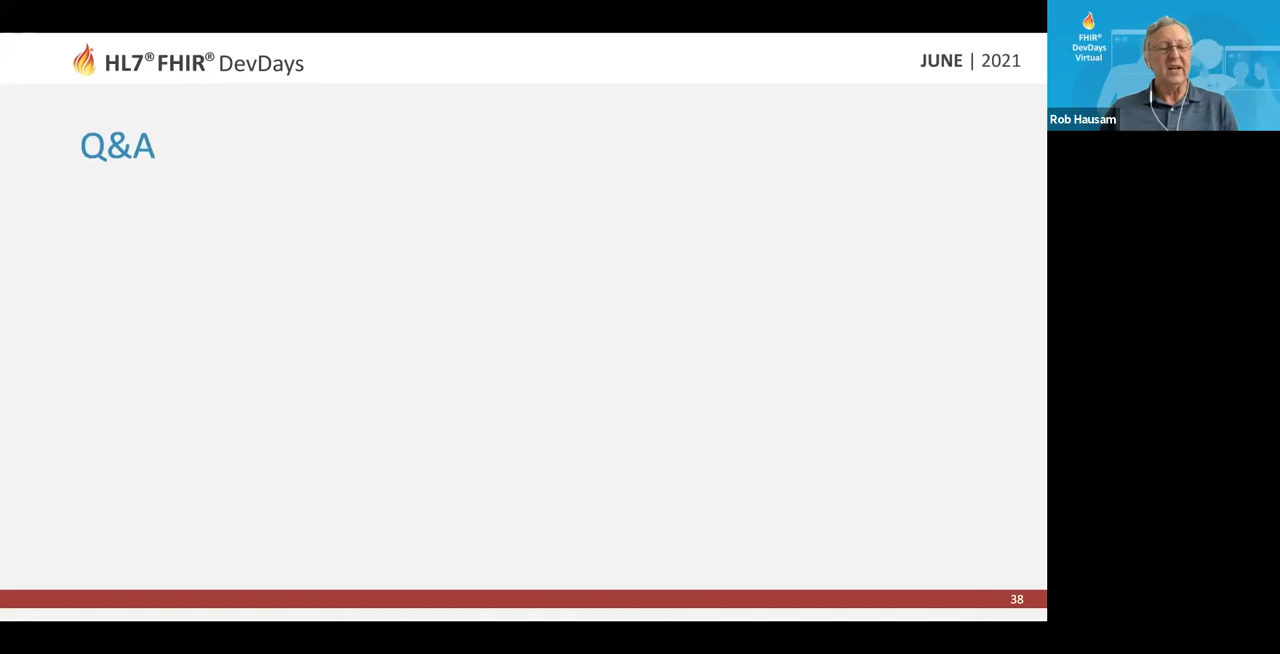 HL7® FHIR® DevDays
JUNE | 2021
FHIR®
DevDays
Virtual
Rob Hausam
Q&A
38